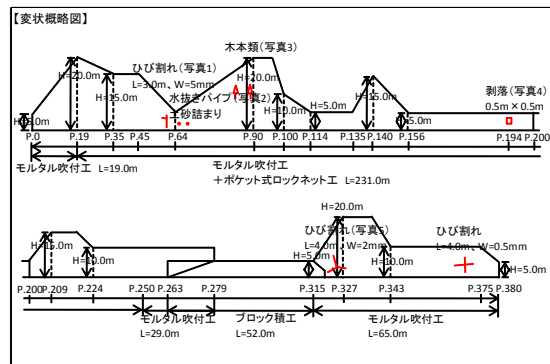 【変状概略図】
木本類(写真3)
ひび割れ(写真1)
L=3.0m、W=5mm
H=20.0m
H=20.0m
剥落(写真4)
0.5m×0.5m
H=15.0m
水抜きパイプ(写真2)
土砂詰まり
H=10.0m
H=5.0m
H=15.0m
H=5.0m
H=5.0m
P.0
P.19
P.35
P.45
P.64
P.90
P.100
P.114
P.135
P.140
P.156
P.194
P.200
モルタル吹付工 L=19.0m
モルタル吹付工
+ポケット式ロックネット工 L=231.0m
H=20.0m
H=15.0m
H=10.0m
ひび割れ(写真5)
L=4.0m、W=2mm
ひび割れ
L=4.0m、W=0.5mm
H=5.0m
H=10.0m
H=5.0m
P.200
P.209
P.224
P.250
P.263
P.279
P.315
P.327
P.343
P.375
P.380
モルタル吹付工
L=29.0m
ブロック積工
L=52.0m
モルタル吹付工
L=65.0m